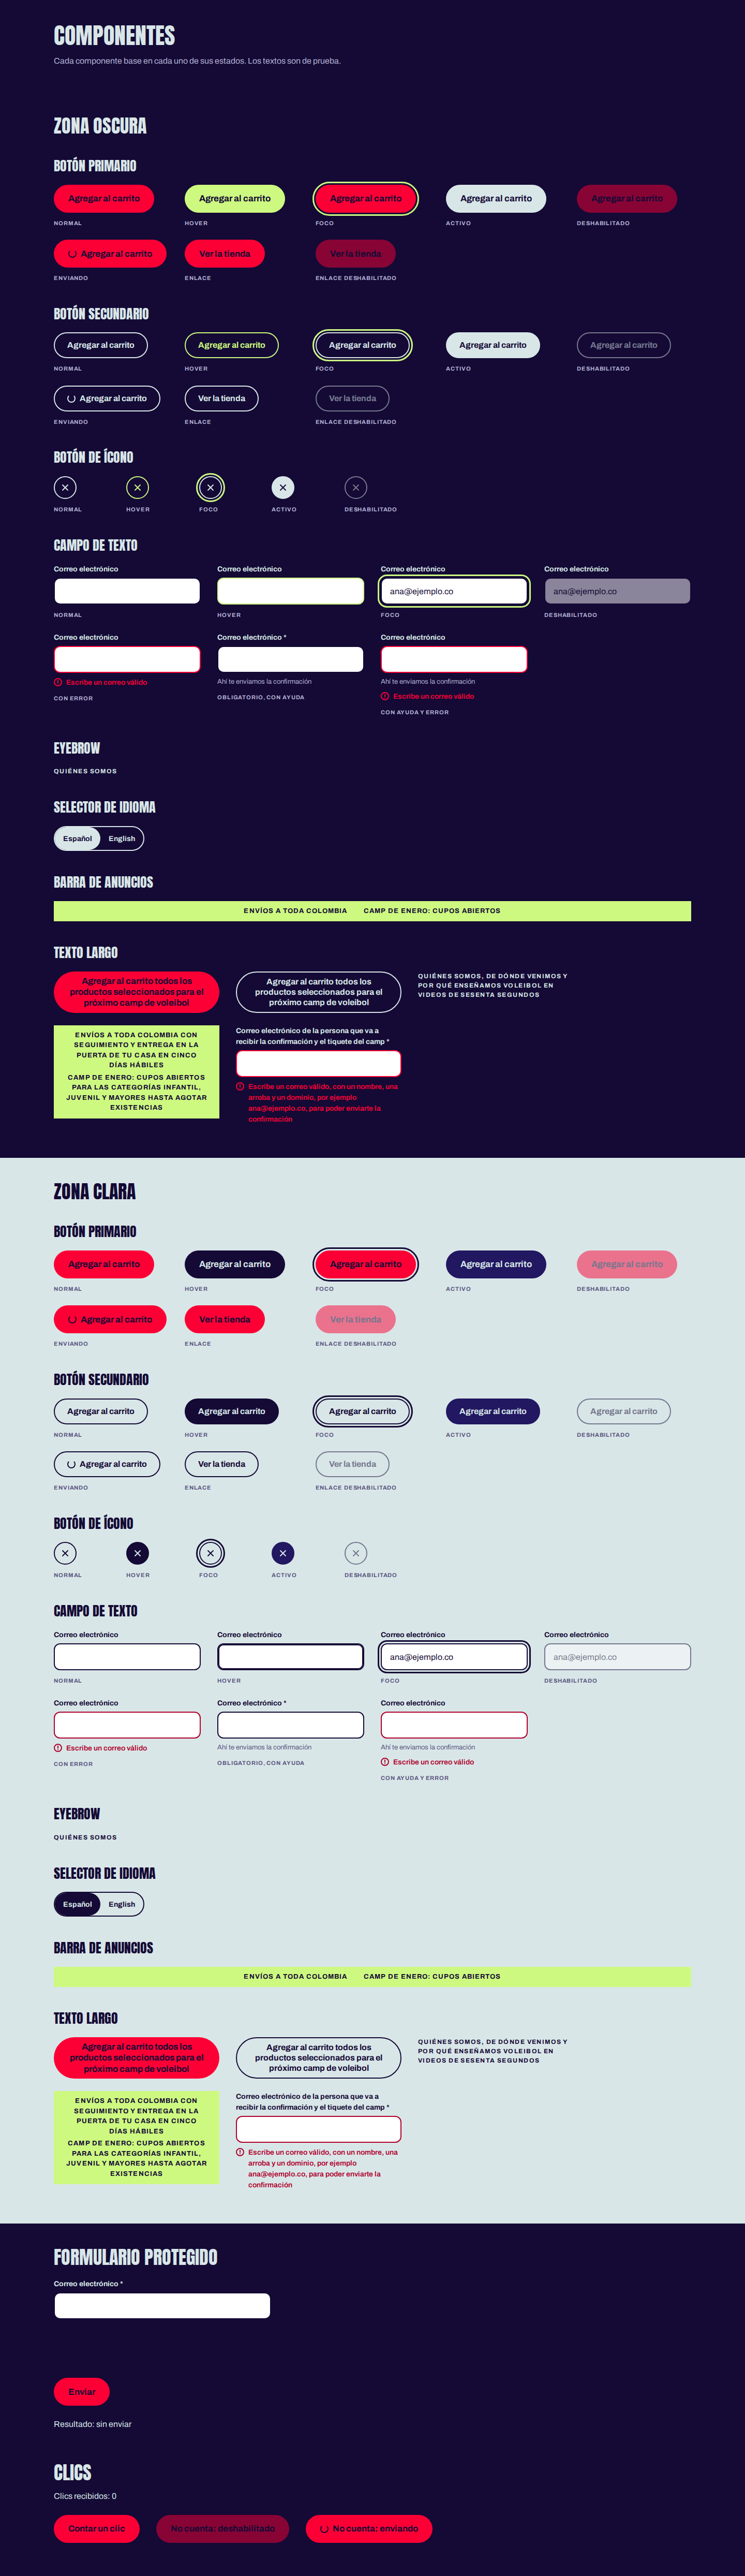 COMPONENTES
Cada componente base en cada uno de sus estados. Los textos son de prueba.
ZONA OSCURA
BOTÓN PRIMARIO
Agregar al carrito Agregar al carrito Agregar al carrito Agregar al carrito Agregar al carrito
NORMAL HOVER FOCO ACTIVO DESHABILITADO
Agregar al carrito Ver la tienda Ver la tienda
ENVIANDO ENLACE ENLACE DESHABILITADO
BOTÓN SECUNDARIO
Agregar al carrito Agregar al carrito Agregar al carrito Agregar al carrito Agregar al carrito
NORMAL HOVER FOCO ACTIVO DESHABILITADO
Agregar al carrito Ver la tienda Ver la tienda
ENVIANDO ENLACE ENLACE DESHABILITADO
BOTÓN DE ÍCONO
NORMAL HOVER FOCO ACTIVO DESHABILITADO
CAMPO DE TEXTO
Correo electrónico Correo electrónico Correo electrónico Correo electrónico
ana@ejemplo.co ana@ejemplo.co
NORMAL HOVER FOCO DESHABILITADO
Correo electrónico Correo electrónico * Correo electrónico
Escribe un correo válido Ahí te enviamos la confirmación Ahí te enviamos la confirmación
CON ERROR OBLIGATORIO, CON AYUDA Escribe un correo válido
CON AYUDA Y ERROR
EYEBROW
QUIÉNES SOMOS
SELECTOR DE IDIOMA
Español English
BARRA DE ANUNCIOS
ENVÍOS A TODA COLOMBIA CAMP DE ENERO: CUPOS ABIERTOS
TEXTO LARGO
Agregar al carrito todos los
productos seleccionados para el
próximo camp de voleibol
Agregar al carrito todos los
productos seleccionados para el
próximo camp de voleibol
QUIÉNES SOMOS, DE DÓNDE VENIMOS Y
POR QUÉ ENSEÑAMOS VOLEIBOL EN
VIDEOS DE SESENTA SEGUNDOS
ENVÍOS A TODA COLOMBIA CON
SEGUIMIENTO Y ENTREGA EN LA
PUERTA DE TU CASA EN CINCO
DÍAS HÁBILES
CAMP DE ENERO: CUPOS ABIERTOS
PARA LAS CATEGORÍAS INFANTIL,
JUVENIL Y MAYORES HASTA AGOTAR
EXISTENCIAS
Correo electrónico de la persona que va a
recibir la confirmación y el tiquete del camp *
Escribe un correo válido, con un nombre, una
arroba y un dominio, por ejemplo
ana@ejemplo.co, para poder enviarte la
confirmación
ZONA CLARA
BOTÓN PRIMARIO
Agregar al carrito Agregar al carrito Agregar al carrito Agregar al carrito Agregar al carrito
NORMAL HOVER FOCO ACTIVO DESHABILITADO
Agregar al carrito Ver la tienda Ver la tienda
ENVIANDO ENLACE ENLACE DESHABILITADO
BOTÓN SECUNDARIO
Agregar al carrito Agregar al carrito Agregar al carrito Agregar al carrito Agregar al carrito
NORMAL HOVER FOCO ACTIVO DESHABILITADO
Agregar al carrito Ver la tienda Ver la tienda
ENVIANDO ENLACE ENLACE DESHABILITADO
BOTÓN DE ÍCONO
NORMAL HOVER FOCO ACTIVO DESHABILITADO
CAMPO DE TEXTO
Correo electrónico Correo electrónico Correo electrónico Correo electrónico
ana@ejemplo.co ana@ejemplo.co
NORMAL HOVER FOCO DESHABILITADO
Correo electrónico Correo electrónico * Correo electrónico
Escribe un correo válido Ahí te enviamos la confirmación Ahí te enviamos la confirmación
CON ERROR OBLIGATORIO, CON AYUDA Escribe un correo válido
CON AYUDA Y ERROR
EYEBROW
QUIÉNES SOMOS
SELECTOR DE IDIOMA
Español English
BARRA DE ANUNCIOS
ENVÍOS A TODA COLOMBIA CAMP DE ENERO: CUPOS ABIERTOS
TEXTO LARGO
Agregar al carrito todos los
productos seleccionados para el
próximo camp de voleibol
Agregar al carrito todos los
productos seleccionados para el
próximo camp de voleibol
QUIÉNES SOMOS, DE DÓNDE VENIMOS Y
POR QUÉ ENSEÑAMOS VOLEIBOL EN
VIDEOS DE SESENTA SEGUNDOS
ENVÍOS A TODA COLOMBIA CON
SEGUIMIENTO Y ENTREGA EN LA
PUERTA DE TU CASA EN CINCO
DÍAS HÁBILES
CAMP DE ENERO: CUPOS ABIERTOS
PARA LAS CATEGORÍAS INFANTIL,
JUVENIL Y MAYORES HASTA AGOTAR
EXISTENCIAS
Correo electrónico de la persona que va a
recibir la confirmación y el tiquete del camp *
Escribe un correo válido, con un nombre, una
arroba y un dominio, por ejemplo
ana@ejemplo.co, para poder enviarte la
confirmación
FORMULARIO PROTEGIDO
Correo electrónico *
Enviar
Resultado: sin enviar
CLICS
Clics recibidos: 0
Contar un clic No cuenta: deshabilitado No cuenta: enviando